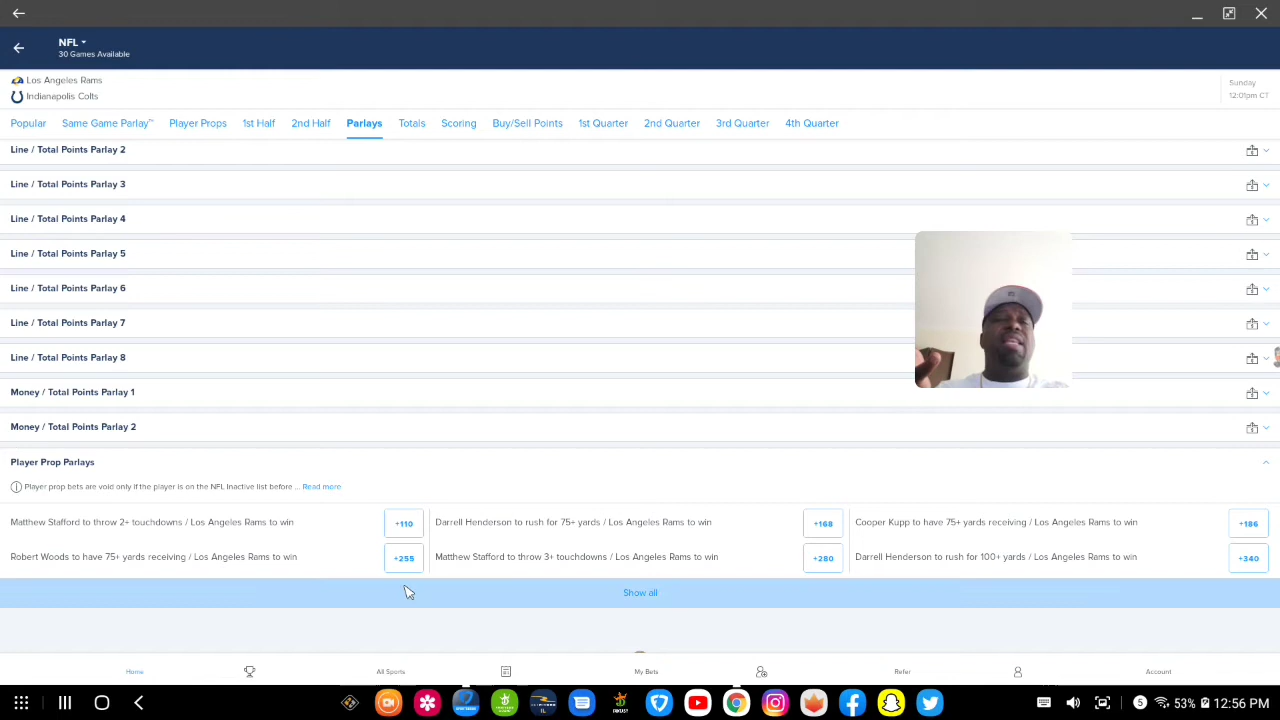 NFL
30 Games Available
Los Angeles Rams
Indianapolis Colts
Sunday
12:01pm CT
Popular Same Game Parlay™ Player Props 1st Half 2nd Half Parlays Totals Scoring Buy/Sell Points 1st Quarter 2nd Quarter 3rd Quarter 4th Quarter
Line / Total Points Parlay 2
Line / Total Points Parlay 3
Line / Total Points Parlay 4
Line / Total Points Parlay 5
Line / Total Points Parlay 6
Line / Total Points Parlay 7
Line / Total Points Parlay 8
Money / Total Points Parlay 1
Money / Total Points Parlay 2
Player Prop Parlays
Player prop bets are void only if the player is on the NFL Inactive list before ... Read more
Matthew Stafford to throw 2+ touchdowns / Los Angeles Rams to win +110 Darrell Henderson to rush for 75+ yards / Los Angeles Rams to win +168 Cooper Kupp to have 75+ yards receiving / Los Angeles Rams to win +186
Robert Woods to have 75+ yards receiving / Los Angeles Rams to win +255 Matthew Stafford to throw 3+ touchdowns / Los Angeles Rams to win +280 Darrell Henderson to rush for 100+ yards / Los Angeles Rams to win +340
Show all
Home All Sports My Bets Refer Account
53% 12:56 PM